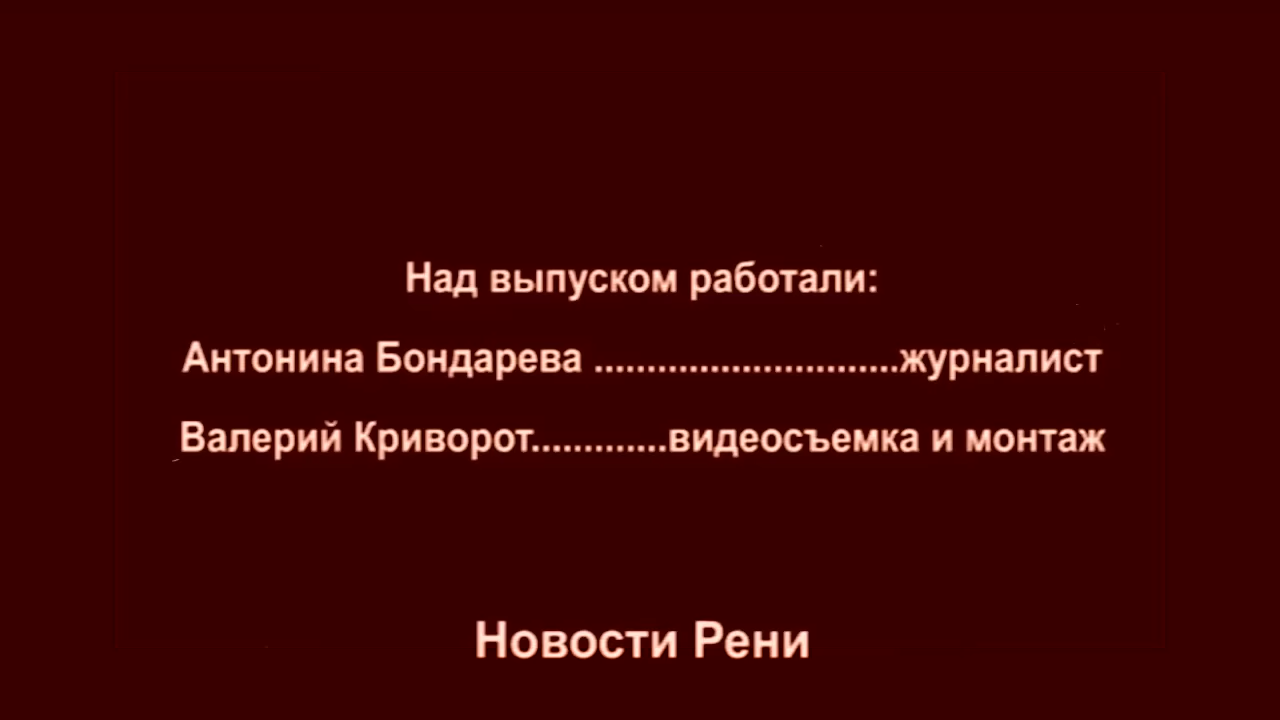 Над выпуском работали:
Антонина Бондарева .............................журналист
Валерий Криворот.............видеосъемка и монтаж
Новости Рени